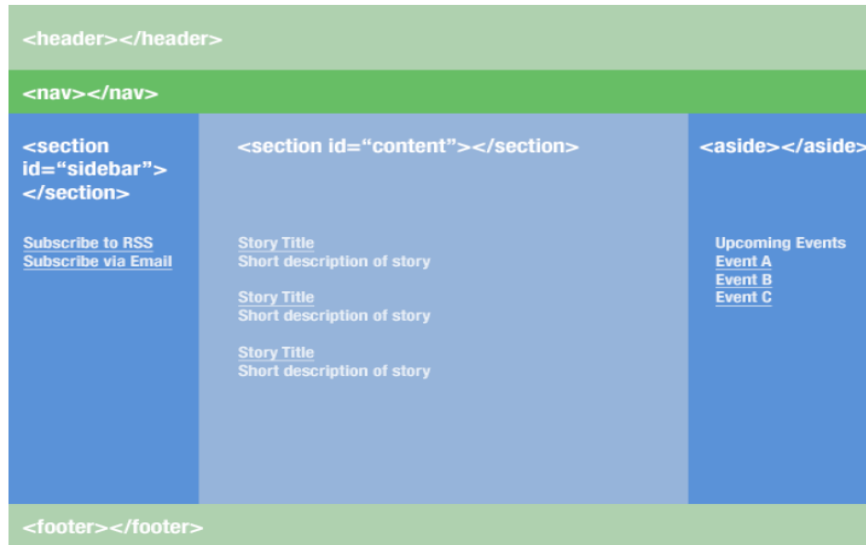 <header></header>
<nav></nav>
<section
id=“sidebar”>
</section>
Subscribe to RSS
Subscribe via Email
<section id=“content”></section>
Story Title
Short description of story
Story Title
Short description of story
Story Title
Short description of story
<aside></aside>
Upcoming Events
Event A
Event B
Event C
<footer></footer>